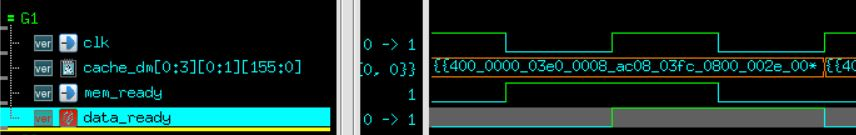 G1
ver clk 0 -> 1
ver cache_dm[0:3][0:1][155:0] [0, 0}} {{400_0000_03e0_0008_ac08_03fc_0800_002e_00* {{40
ver mem_ready 1
ver data_ready 0 -> 1